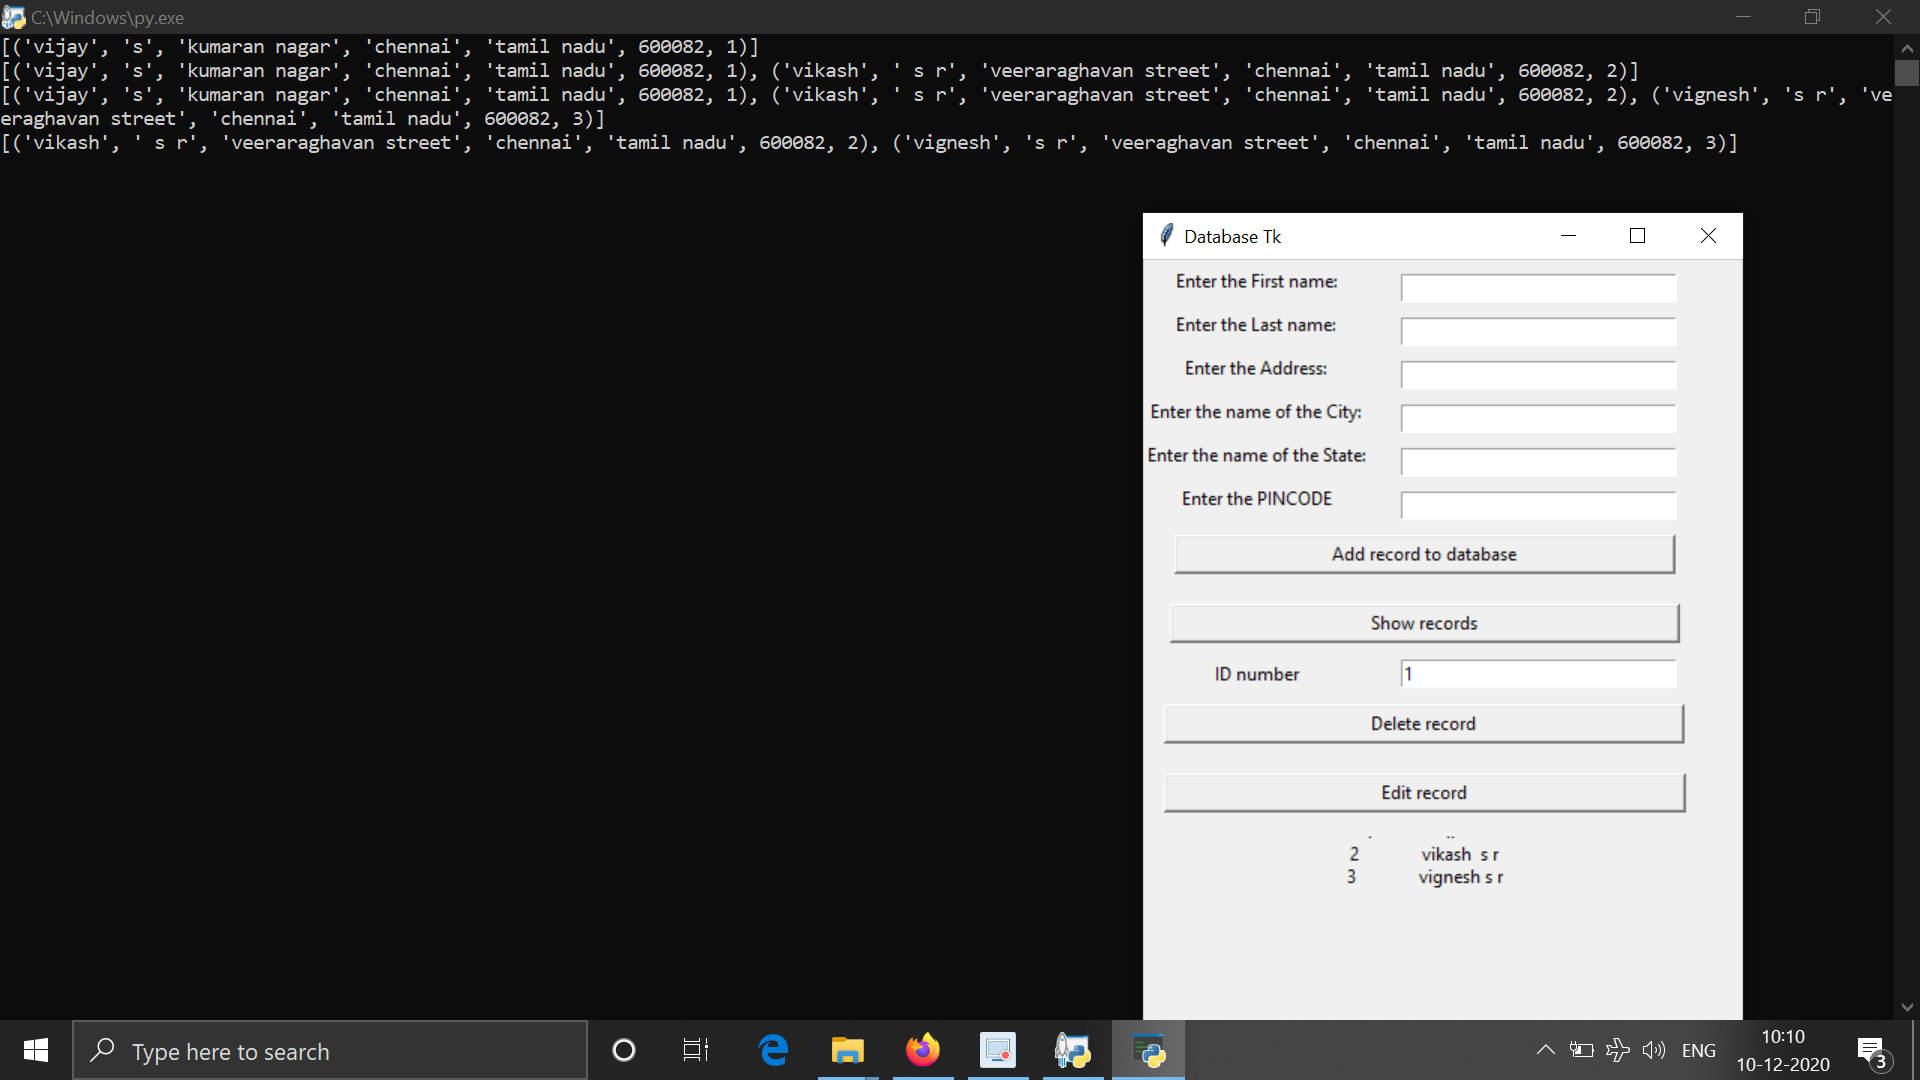 C:\Windows\py.exe
[('vijay', 's', 'kumaran nagar', 'chennai', 'tamil nadu', 600082, 1)]
[('vijay', 's', 'kumaran nagar', 'chennai', 'tamil nadu', 600082, 1), ('vikash', ' s r', 'veeraraghavan street', 'chennai', 'tamil nadu', 600082, 2)]
[('vijay', 's', 'kumaran nagar', 'chennai', 'tamil nadu', 600082, 1), ('vikash', ' s r', 'veeraraghavan street', 'chennai', 'tamil nadu', 600082, 2), ('vignesh', 's r', 've
eraghavan street', 'chennai', 'tamil nadu', 600082, 3)]
[('vikash', ' s r', 'veeraraghavan street', 'chennai', 'tamil nadu', 600082, 2), ('vignesh', 's r', 'veeraghavan street', 'chennai', 'tamil nadu', 600082, 3)]
Database Tk
Enter the First name:
Enter the Last name:
Enter the Address:
Enter the name of the City:
Enter the name of the State:
Enter the PINCODE
Add record to database
Show records
ID number 1
Delete record
Edit record
2 vikash  s r
3 vignesh s r
Type here to search
ENG
10:10
10-12-2020
3